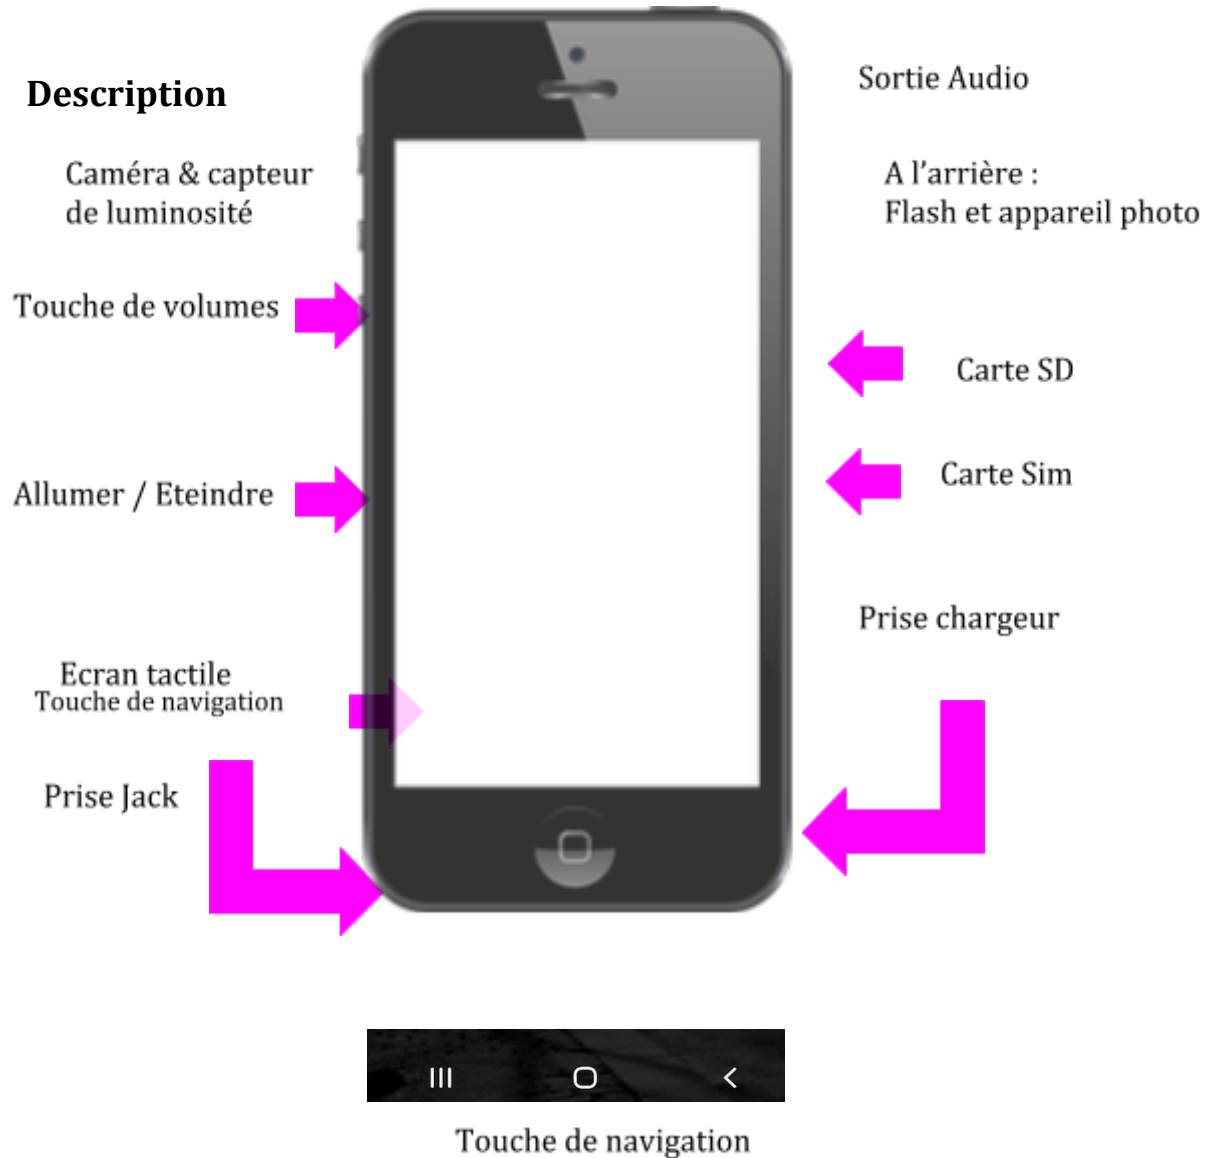 Description
Sortie Audio
Caméra & capteur
de luminosité
A l'arrière :
Flash et appareil photo
Touche de volumes
Carte SD
Carte Sim
Allumer / Eteindre
Prise chargeur
Ecran tactile
Touche de navigation
Prise Jack
Touche de navigation